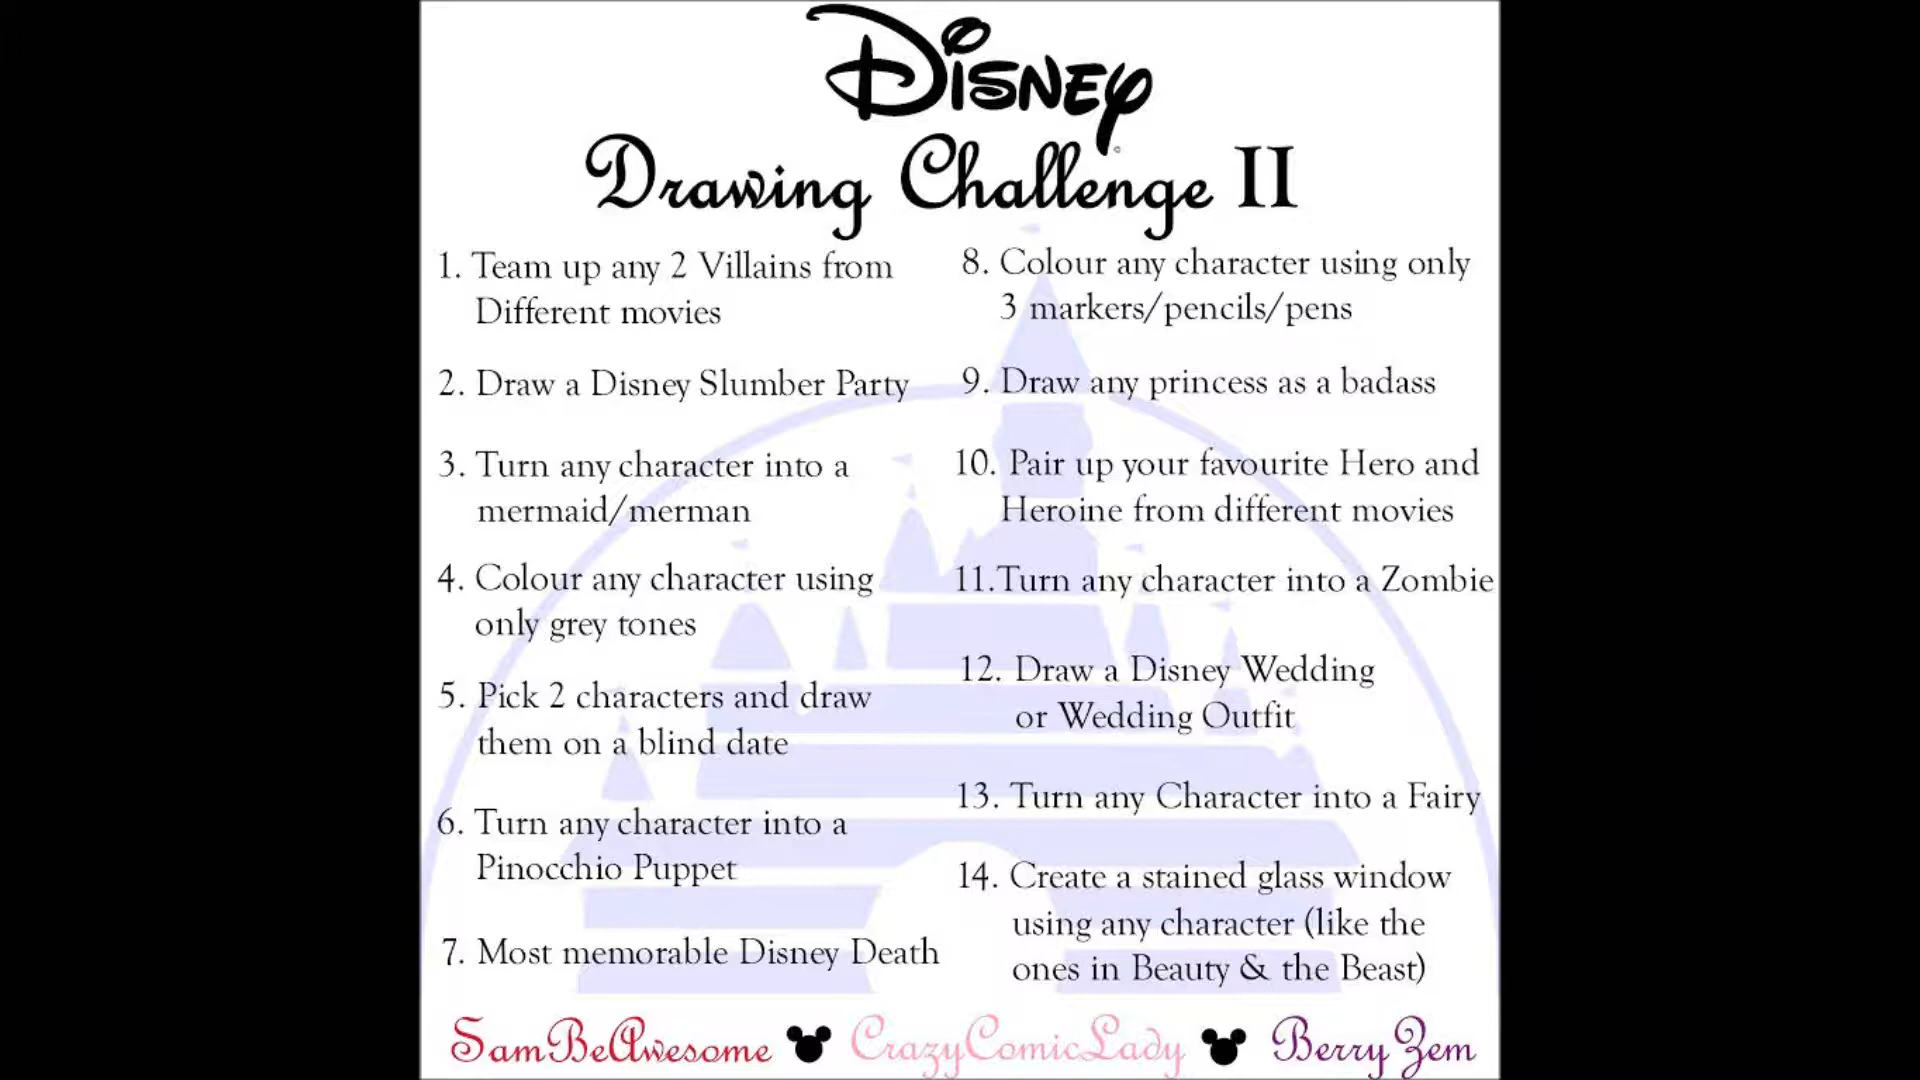 Disney
Drawing Challenge II
1. Team up any 2 Villains from
Different movies
2. Draw a Disney Slumber Party
3. Turn any character into a
mermaid/merman
4. Colour any character using
only grey tones
5. Pick 2 characters and draw
them on a blind date
6. Turn any character into a
Pinocchio Puppet
7. Most memorable Disney Death
8. Colour any character using only
3 markers/pencils/pens
9. Draw any princess as a badass
10. Pair up your favourite Hero and
Heroine from different movies
11.Turn any character into a Zombie
12. Draw a Disney Wedding
or Wedding Outfit
13. Turn any Character into a Fairy
14. Create a stained glass window
using any character (like the
ones in Beauty & the Beast)
SamBeAwesome CrazyComicLady BerryZem